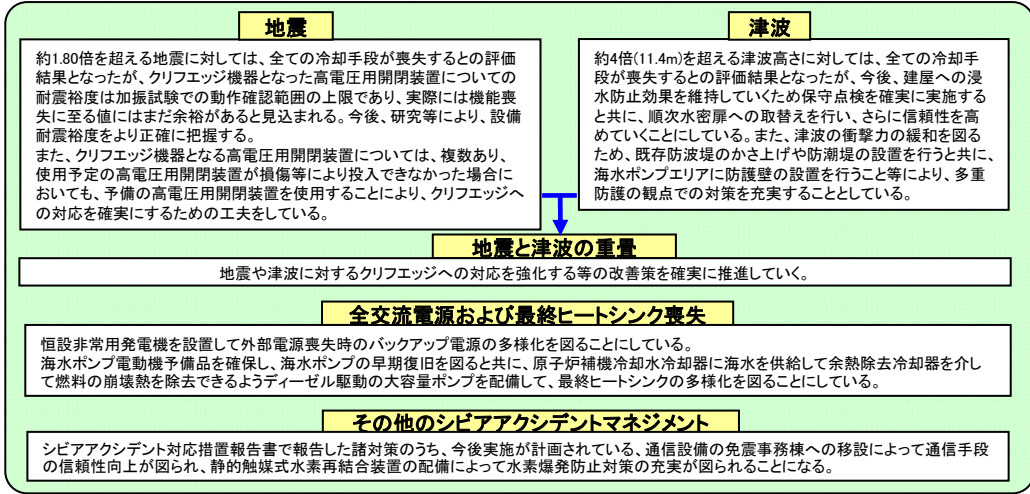 地震
約1.80倍を超える地震に対しては、全ての冷却手段が喪失するとの評価
結果となったが、クリフエッジ機器となった高電圧用開閉装置についての
耐震裕度は加振試験での動作確認範囲の上限であり、実際には機能喪
失に至る値にはまだ余裕があると見込まれる。今後、研究等により、設備
耐震裕度をより正確に把握する。
また、クリフエッジ機器となる高電圧用開閉装置については、複数あり、
使用予定の高電圧用開閉装置が損傷等により投入できなかった場合に
おいても、予備の高電圧用開閉装置を使用することにより、クリフエッジへ
の対応を確実にするための工夫をしている。
津波
約4倍(11.4m)を超える津波高さに対しては、全ての冷却手
段が喪失するとの評価結果となったが、今後、建屋への浸
水防止効果を維持していくため保守点検を確実に実施する
と共に、順次水密扉への取替えを行い、さらに信頼性を高
めていくことにしている。また、津波の衝撃力の緩和を図る
ため、既存防波堤のかさ上げや防潮堤の設置を行うと共に、
海水ポンプエリアに防護壁の設置を行うこと等により、多重
防護の観点での対策を充実することとしている。
地震と津波の重畳
地震や津波に対するクリフエッジへの対応を強化する等の改善策を確実に推進していく。
全交流電源および最終ヒートシンク喪失
恒設非常用発電機を設置して外部電源喪失時のバックアップ電源の多様化を図ることにしている。
海水ポンプ電動機予備品を確保し、海水ポンプの早期復旧を図ると共に、原子炉補機冷却水冷却器に海水を供給して余熱除去冷却器を介し
て燃料の崩壊熱を除去できるようディーゼル駆動の大容量ポンプを配備して、最終ヒートシンクの多様化を図ることにしている。
その他のシビアアクシデントマネジメント
シビアアクシデント対応措置報告書で報告した諸対策のうち、今後実施が計画されている、通信設備の免震事務棟への移設によって通信手段
の信頼性向上が図られ、静的触媒式水素再結合装置の配備によって水素爆発防止対策の充実が図られることになる。